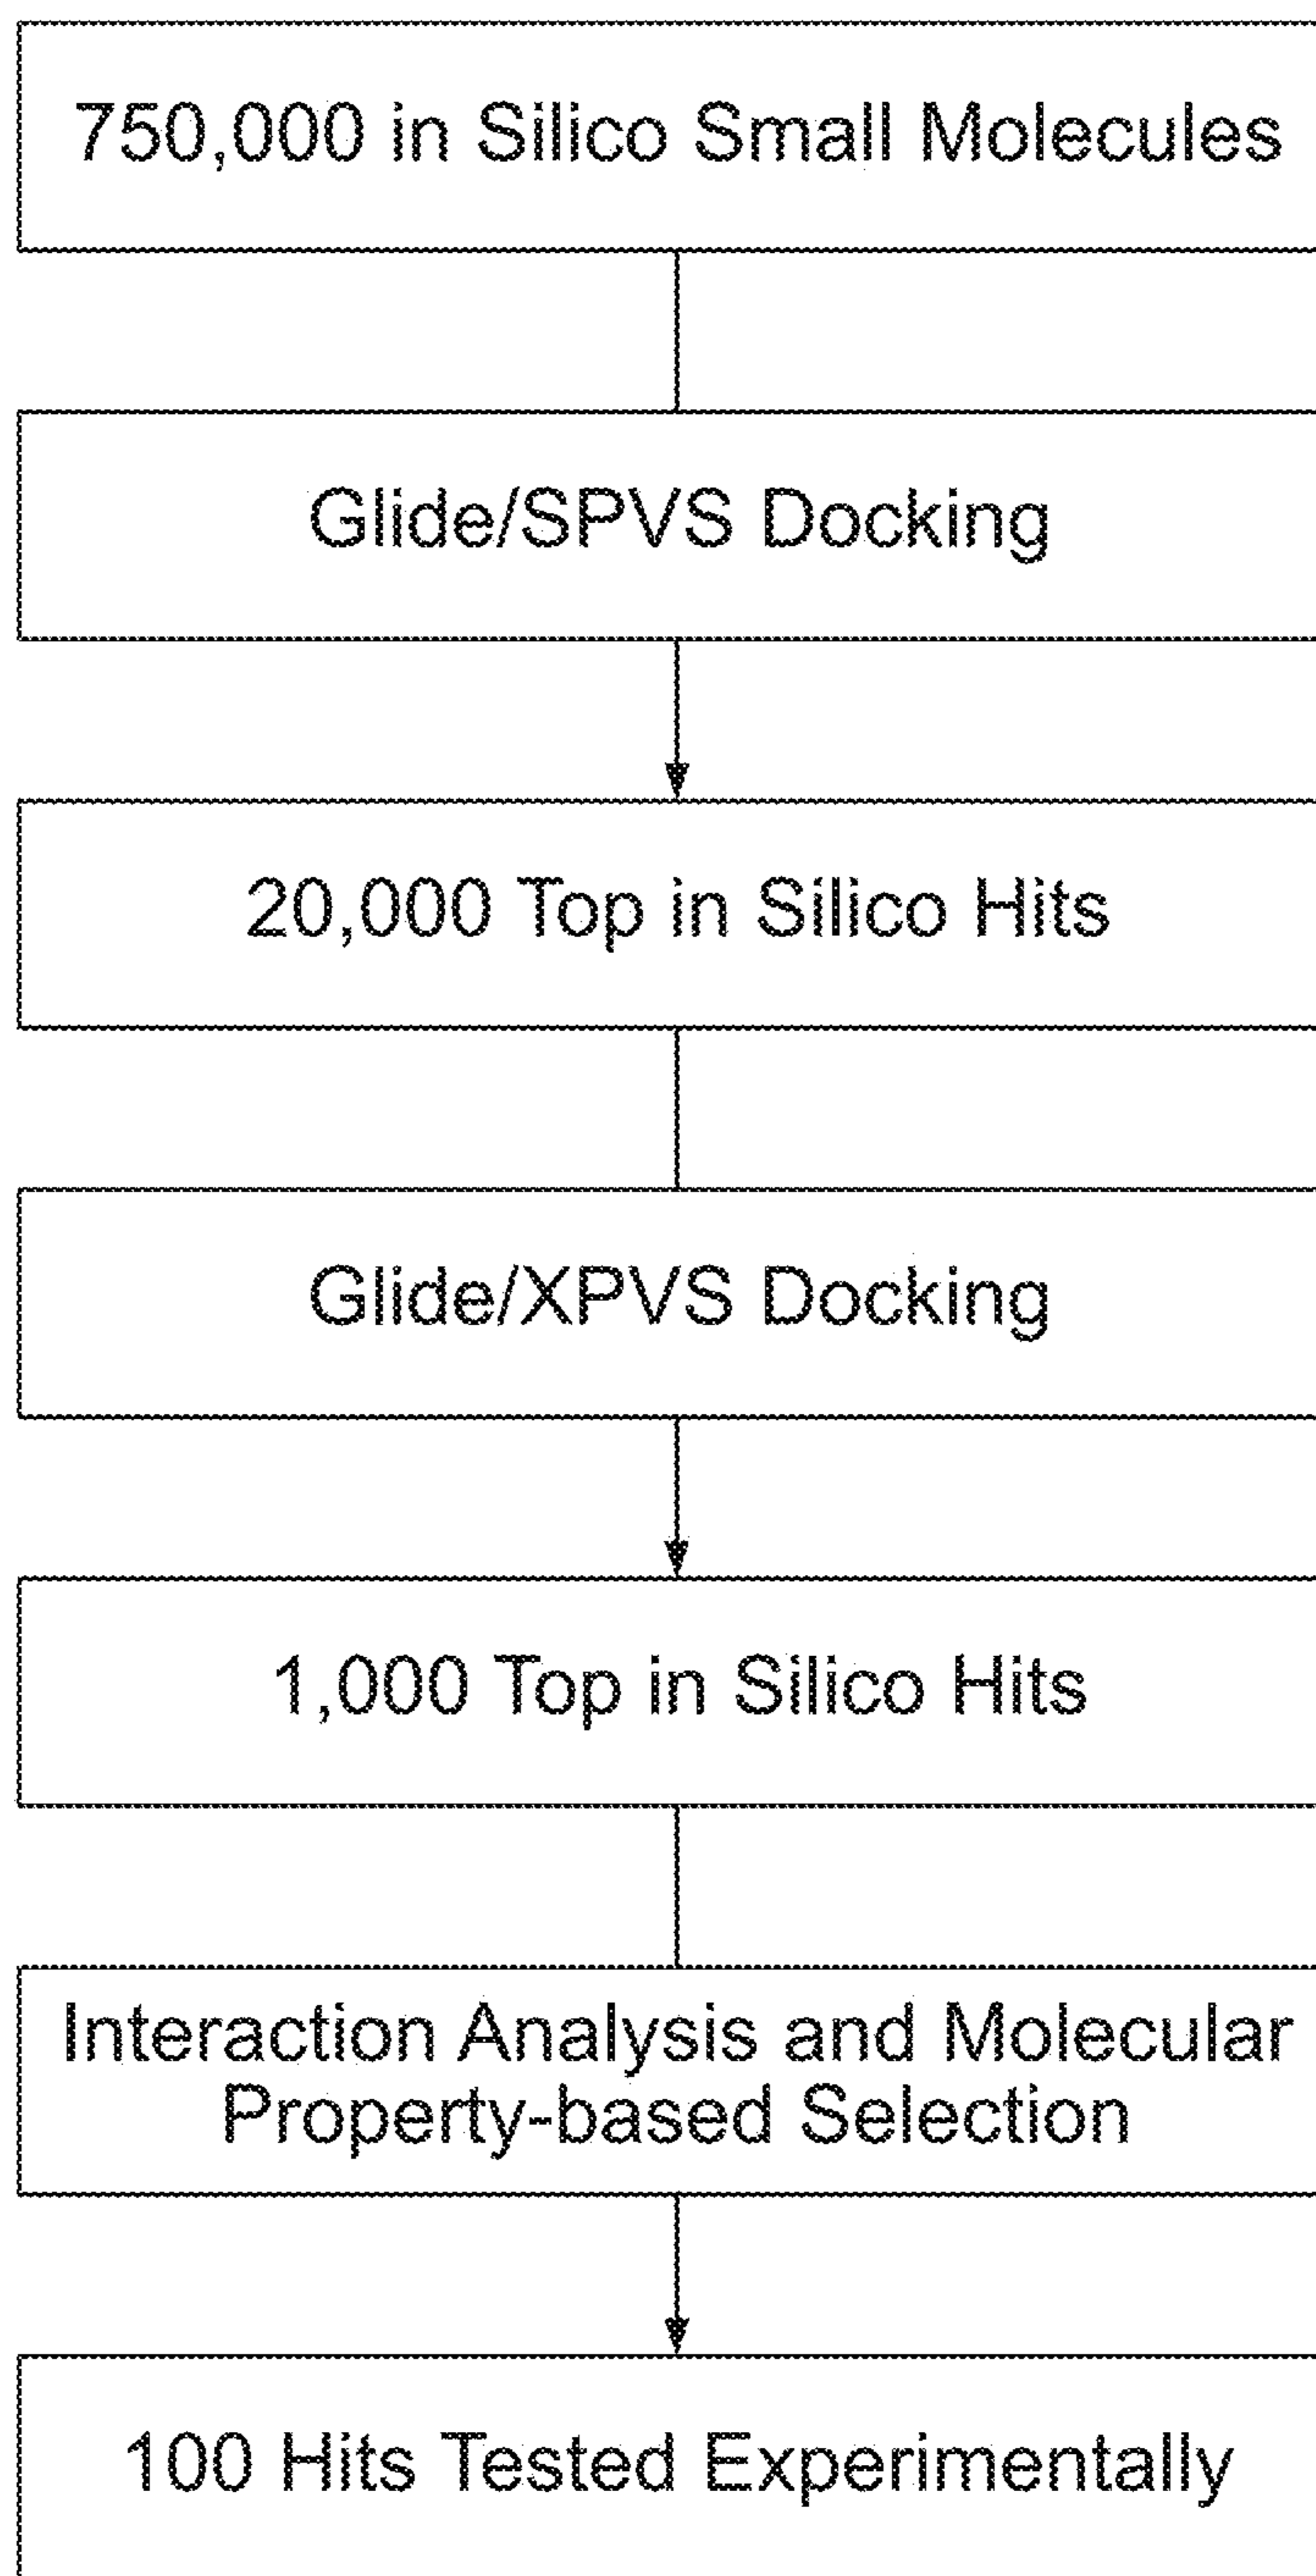 750,000 in Silico Small Molecules
Glide/SPVS Docking
20,000 Top in Silico Hits
Glide/XPVS Docking
1,000 Top in Silico Hits
Interaction Analysis and Molecular
Property-based Selection
100 Hits Tested Experimentally